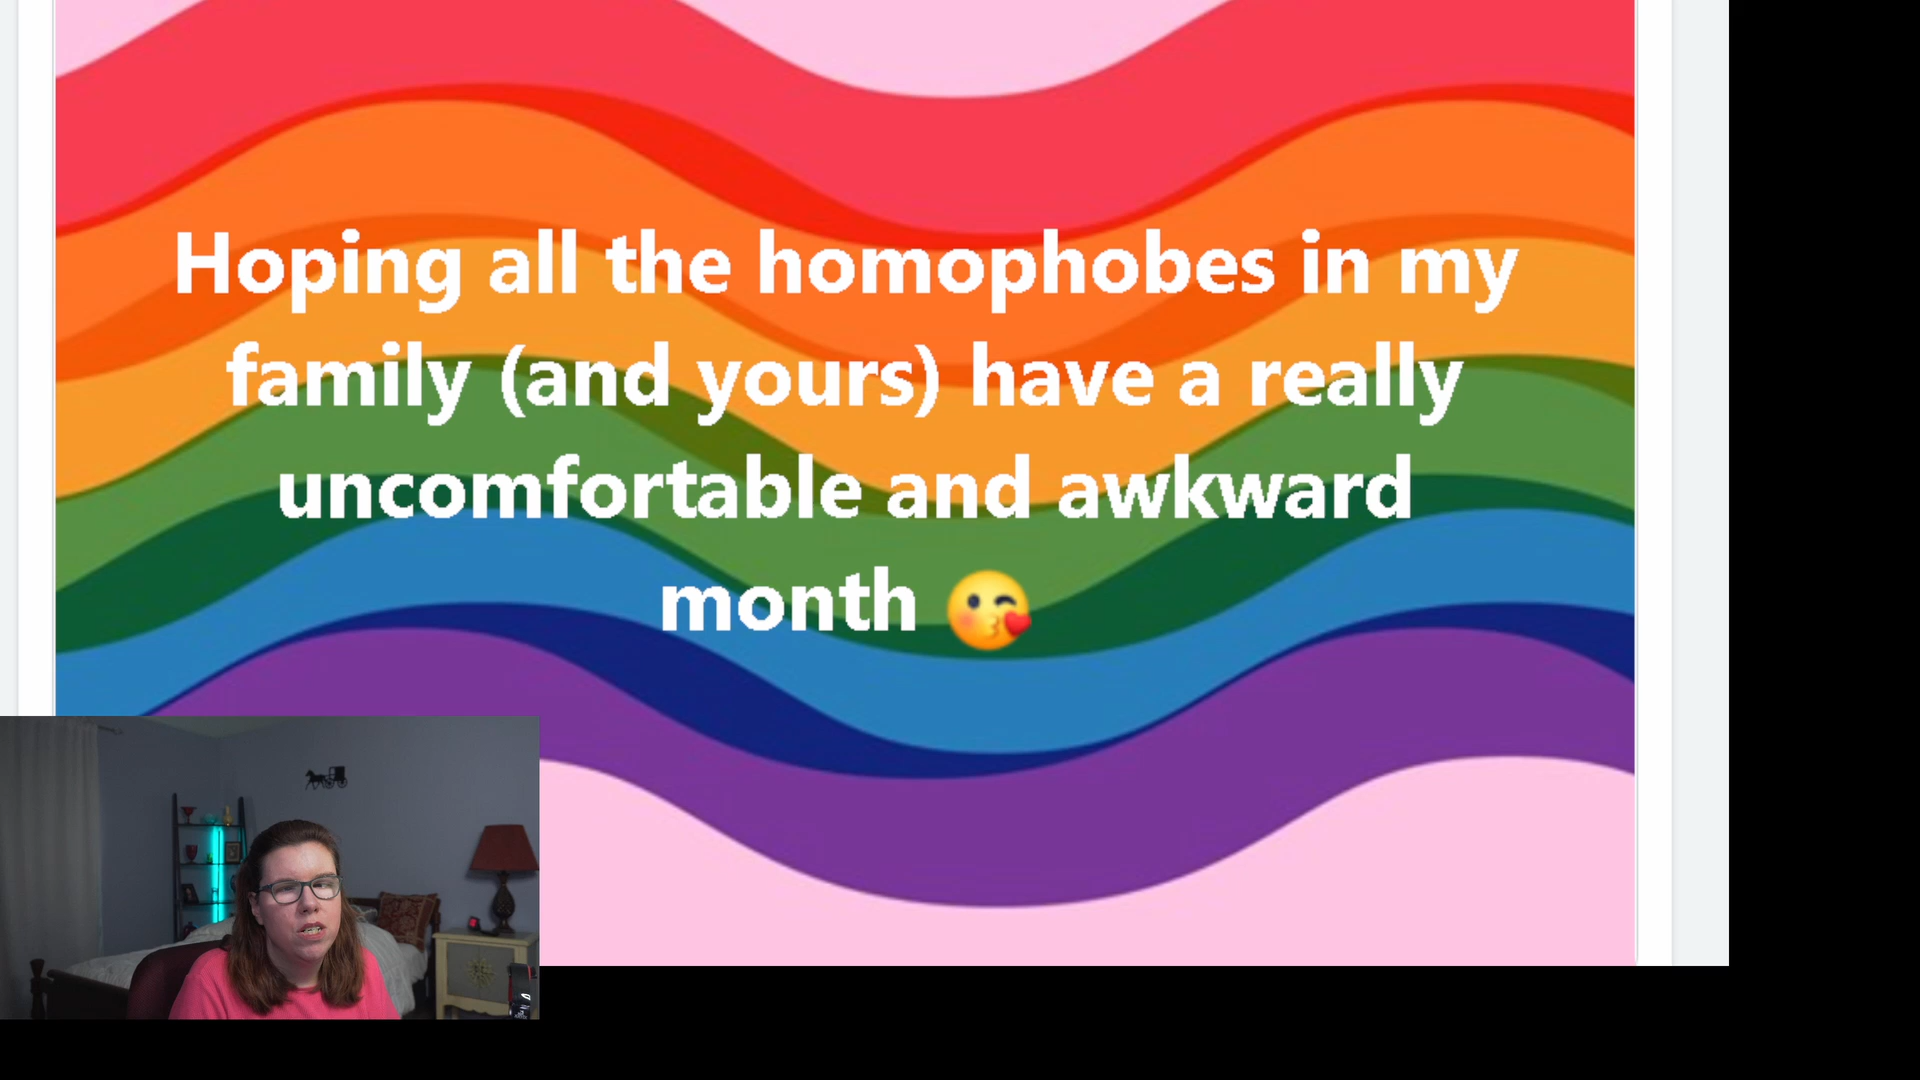 Hoping all the homophobes in my
family (and yours) have a really
uncomfortable and awkward
month 😘